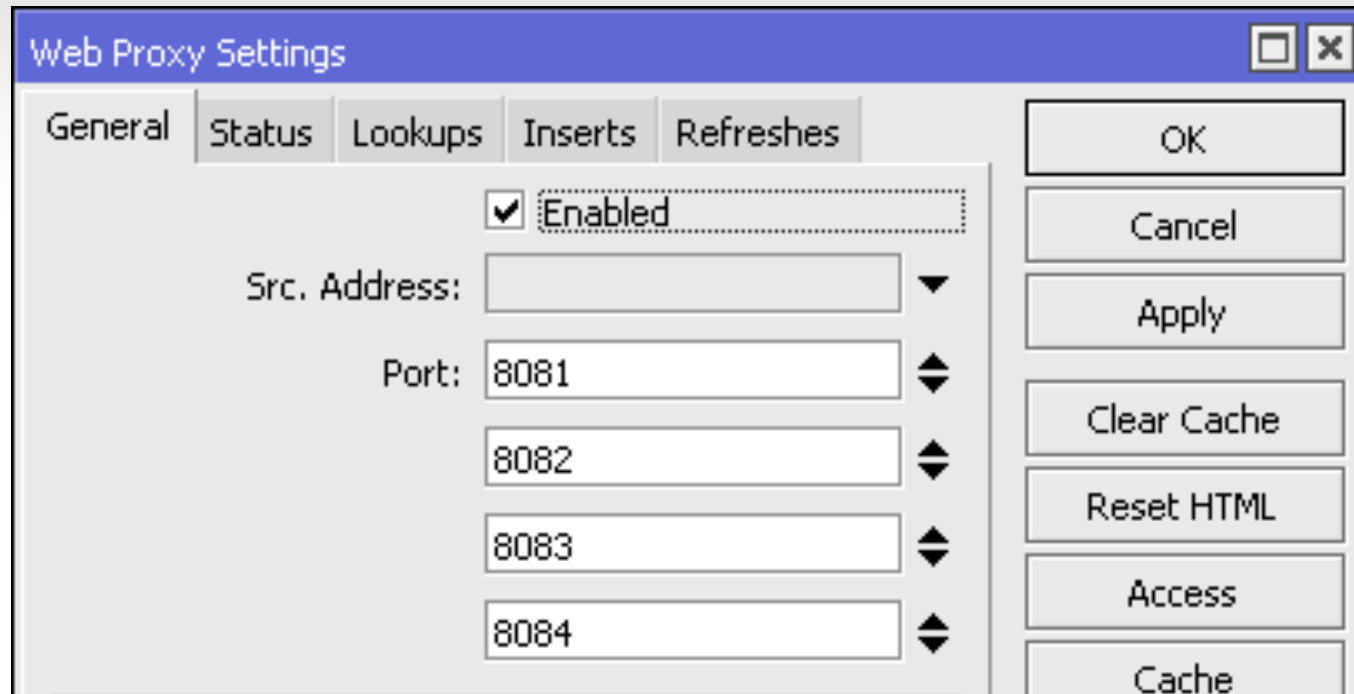 Web Proxy Settings
General Status Lookups Inserts Refreshes
Enabled
Src. Address:
Port: 8081
8082
8083
8084
OK
Cancel
Apply
Clear Cache
Reset HTML
Access
Cache